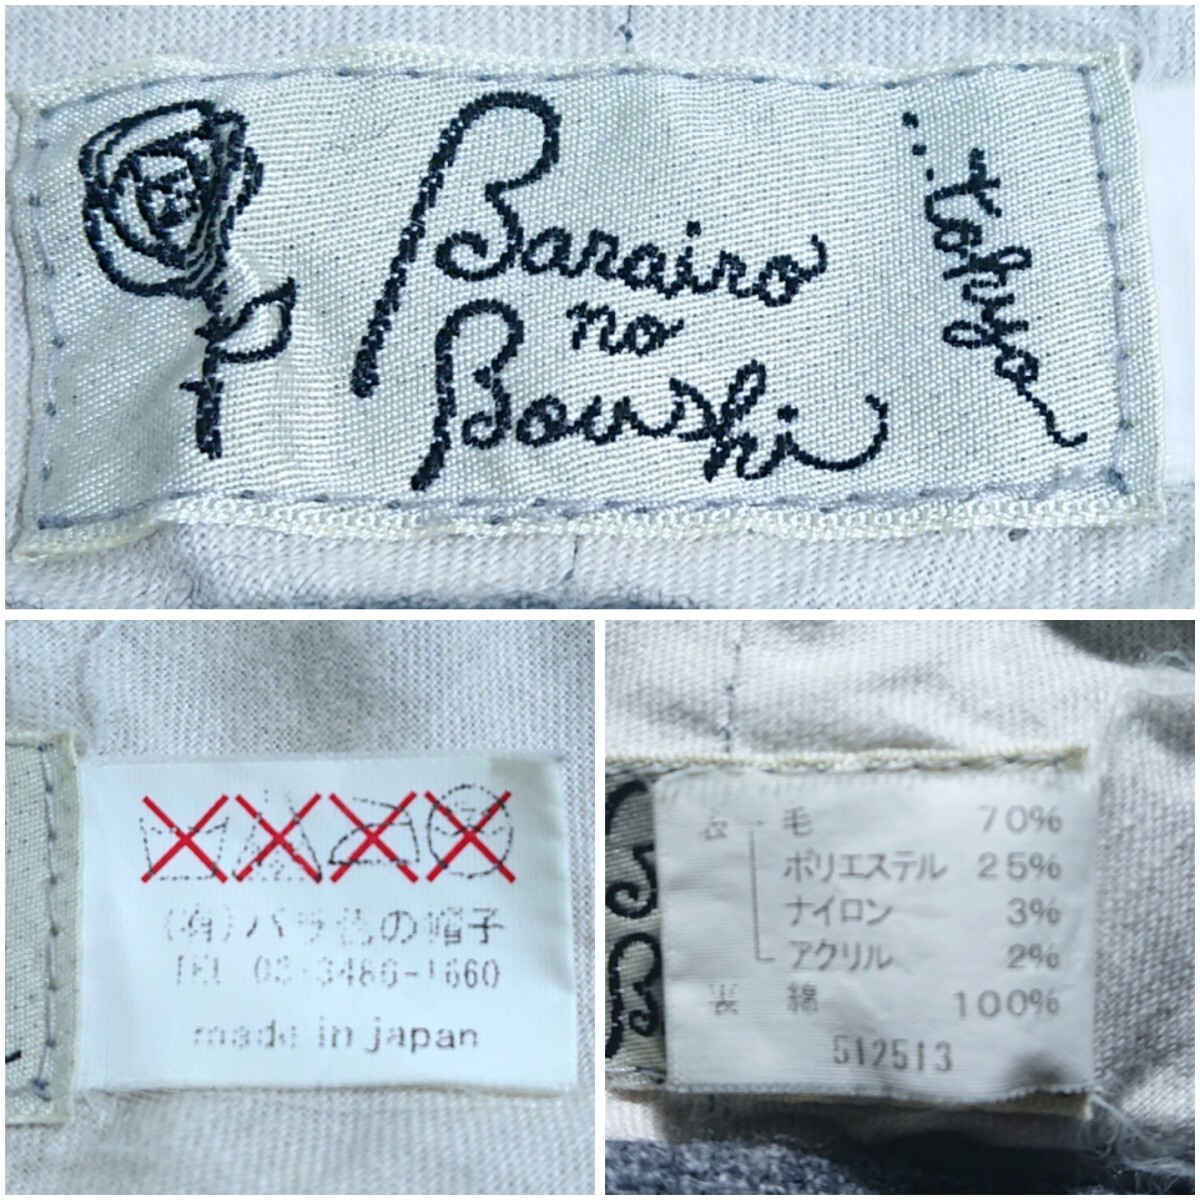 Barairo
no
Boushi
Tokyo
(有)バラ色の帽子
TEL 03-3486-1660
made in japan
表 毛 70%
ポリエステル 25%
ナイロン 3%
アクリル 2%
裏 綿 100%
512513